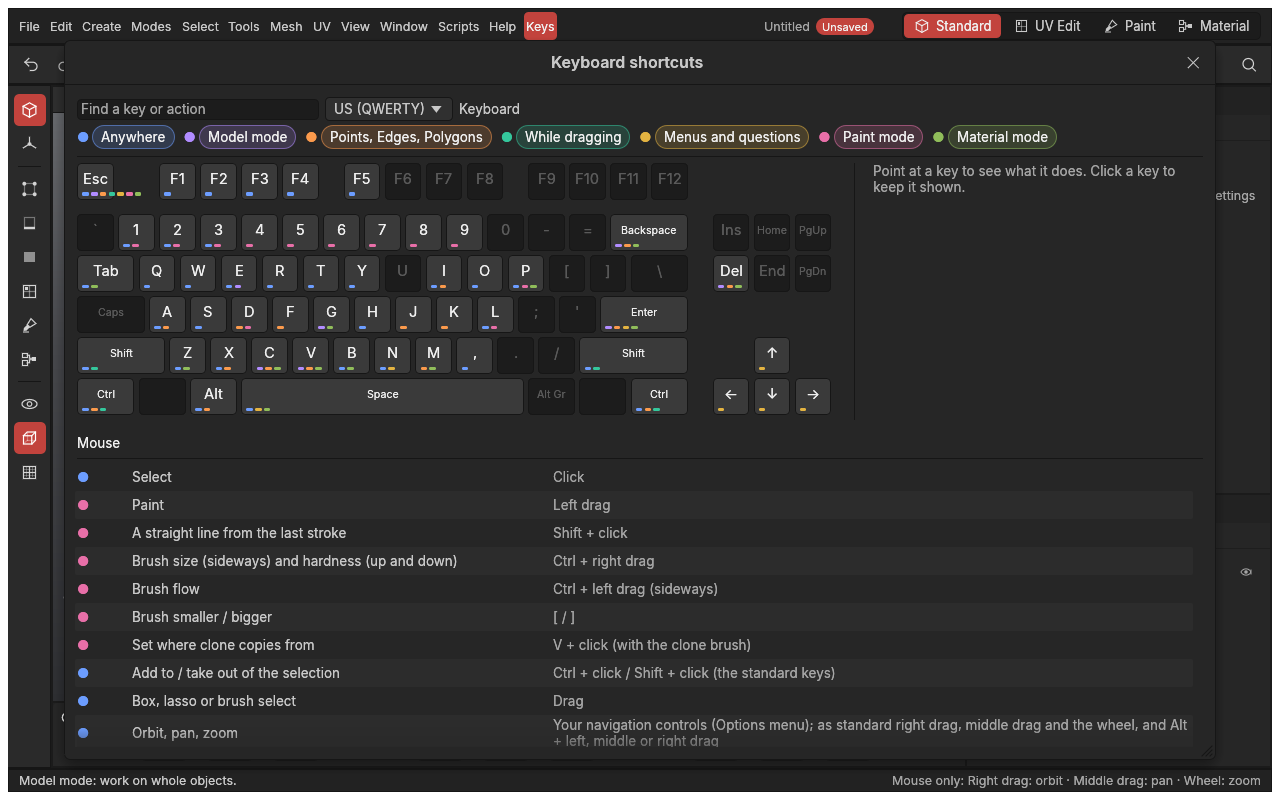 File Edit Create Modes Select Tools Mesh UV View Window Scripts Help Keys Untitled Unsaved Standard UV Edit Paint Material
Keyboard shortcuts
Find a key or action US (QWERTY) Keyboard
Anywhere Model mode Points, Edges, Polygons While dragging Menus and questions Paint mode Material mode
Esc F1 F2 F3 F4 F5 F6 F7 F8 F9 F10 F11 F12
Point at a key to see what it does. Click a key to
keep it shown.
ettings
` 1 2 3 4 5 6 7 8 9 0 - = Backspace Ins Home PgUp
Tab Q W E R T Y U I O P [ ] \ Del End PgDn
Caps A S D F G H J K L ; ' Enter
Shift Z X C V B N M , . / Shift ↑
Ctrl Alt Space Alt Gr Ctrl ← ↓ →
Mouse
Select Click
Paint Left drag
A straight line from the last stroke Shift + click
Brush size (sideways) and hardness (up and down) Ctrl + right drag
Brush flow Ctrl + left drag (sideways)
Brush smaller / bigger [ / ]
Set where clone copies from V + click (with the clone brush)
Add to / take out of the selection Ctrl + click / Shift + click (the standard keys)
Box, lasso or brush select Drag
Orbit, pan, zoom Your navigation controls (Options menu); as standard right drag, middle drag and the wheel, and Alt
+ left, middle or right drag
Model mode: work on whole objects. Mouse only: Right drag: orbit · Middle drag: pan · Wheel: zoom